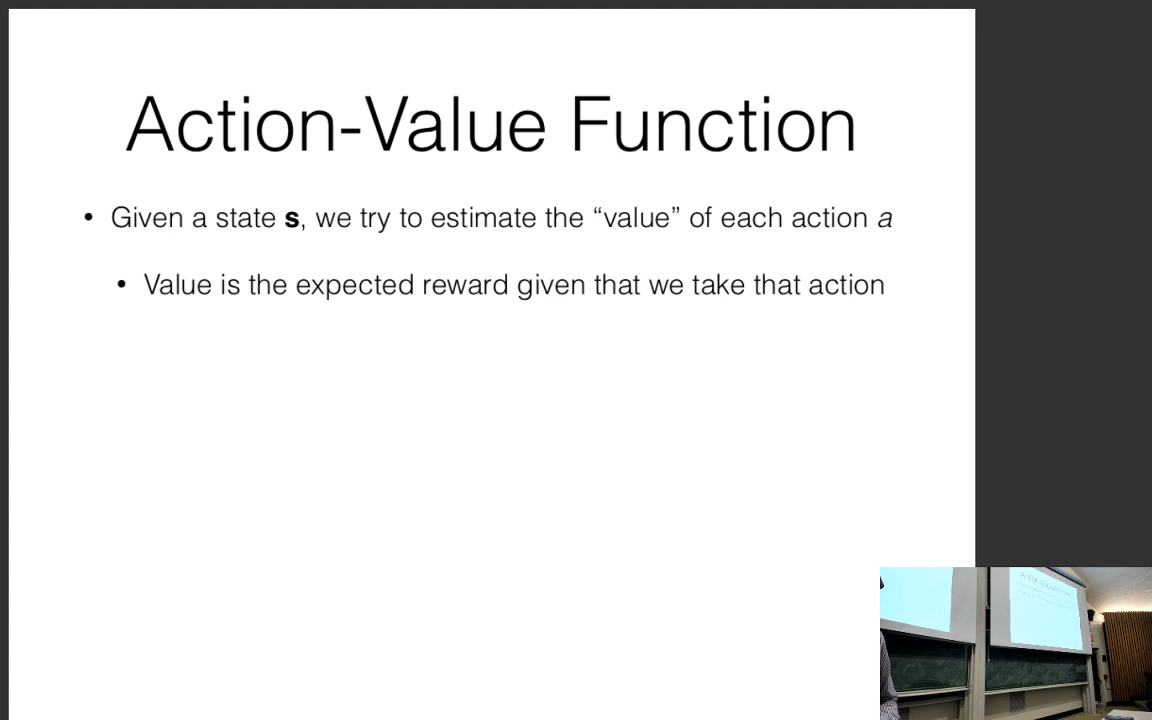 Action-Value Function
• Given a state s, we try to estimate the “value” of each action a
• Value is the expected reward given that we take that action